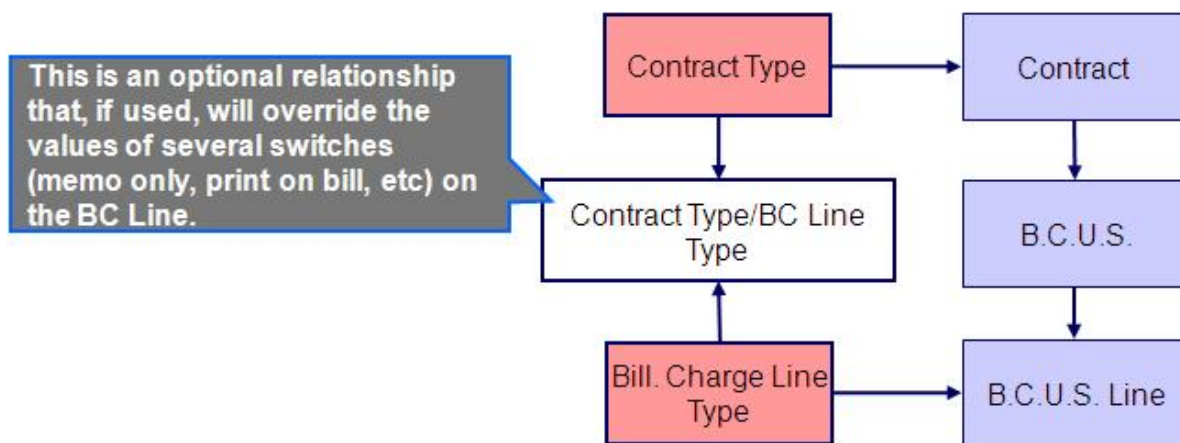 This is an optional relationship
that, if used, will override the
values of several switches
(memo only, print on bill, etc) on
the BC Line.
Contract Type
Contract
Contract Type/BC Line
Type
B.C.U.S.
Bill. Charge Line
Type
B.C.U.S. Line